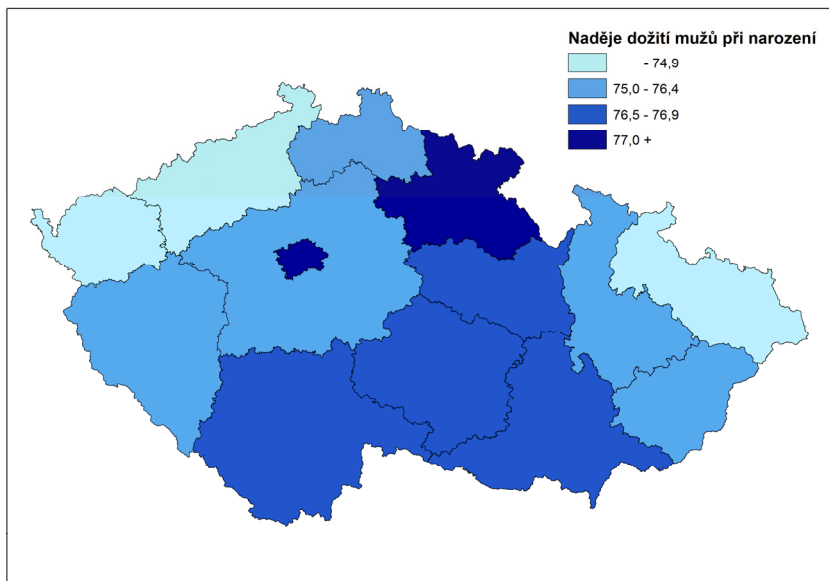 Naděje dožití mužů při narození
- 74,9
75,0 - 76,4
76,5 - 76,9
77,0 +